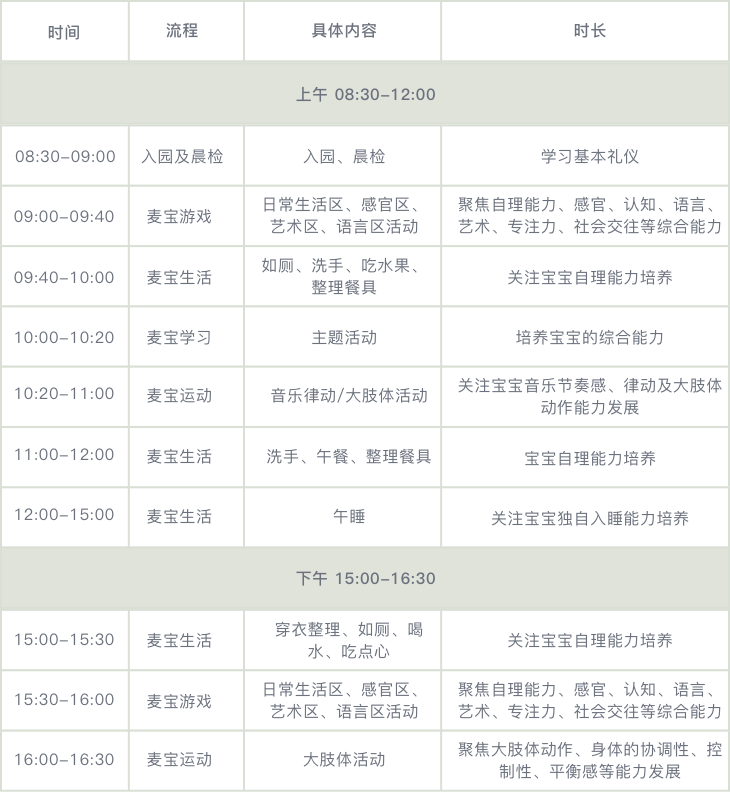 时间 流程 具体内容 时长
上午 08:30-12:00
08:30-09:00 入园及晨检 入园、晨检 学习基本礼仪
09:00-09:40 麦宝游戏 日常生活区、感官区、 聚焦自理能力、感官、认知、语言、
艺术区、语言区活动 艺术、专注力、社会交往等综合能力
09:40-10:00 麦宝生活 如厕、洗手、吃水果、 关注宝宝自理能力培养
整理餐具
10:00-10:20 麦宝学习 主题活动 培养宝宝的综合能力
10:20-11:00 麦宝运动 音乐律动/大肢体活动 关注宝宝音乐节奏感、律动及大肢体
动作能力发展
11:00-12:00 麦宝生活 洗手、午餐、整理餐具 宝宝自理能力培养
12:00-15:00 麦宝生活 午睡 关注宝宝独自入睡能力培养
下午 15:00-16:30
15:00-15:30 麦宝生活 穿衣整理、如厕、喝 关注宝宝自理能力培养
水、吃点心
15:30-16:00 麦宝游戏 日常生活区、感官区、 聚焦自理能力、感官、认知、语言、
艺术区、语言区活动 艺术、专注力、社会交往等综合能力
16:00-16:30 麦宝运动 大肢体活动 聚焦大肢体动作、身体的协调性、控
制性、平衡感等能力发展